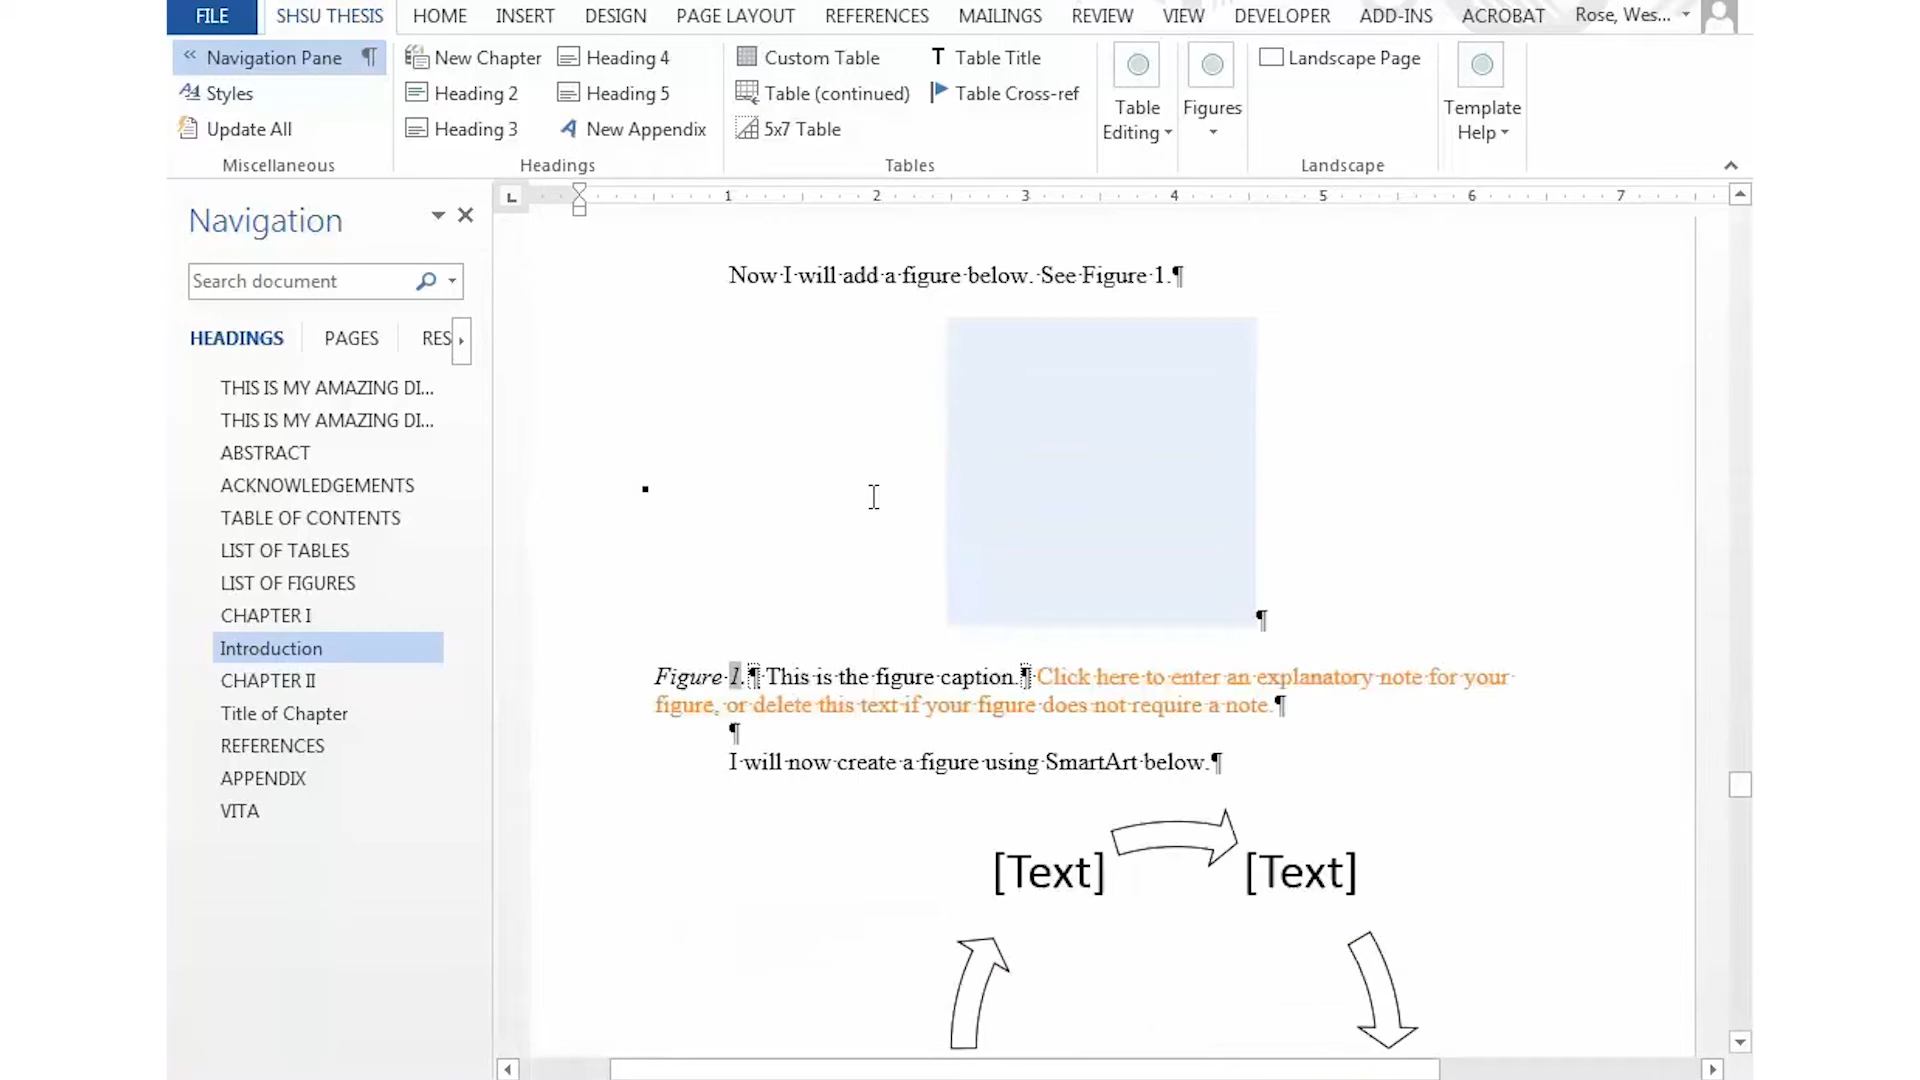 FILE SHSU THESIS HOME INSERT DESIGN PAGE LAYOUT REFERENCES MAILINGS REVIEW VIEW DEVELOPER ADD-INS ACROBAT Rose, Wes...
« Navigation Pane ¶ New Chapter Heading 4 Custom Table T Table Title Landscape Page
Styles Heading 2 Heading 5 Table (continued) Table Cross-ref Table Editing Figures Template Help
Update All Heading 3 New Appendix 5x7 Table
Miscellaneous Headings Tables Landscape
L 1 2 3 4 5 6 7
Navigation
Search document
HEADINGS PAGES RES
THIS IS MY AMAZING DI...
THIS IS MY AMAZING DI...
ABSTRACT
ACKNOWLEDGEMENTS
TABLE OF CONTENTS
LIST OF TABLES
LIST OF FIGURES
CHAPTER I
Introduction
CHAPTER II
Title of Chapter
REFERENCES
APPENDIX
VITA
Now·I·will·add·a·figure·below.·See·Figure·1.¶
¶
Figure·1.¶ This·is·the·figure·caption.¶ Click·here·to·enter·an·explanatory·note·for·your·
figure,·or·delete·this·text·if·your·figure·does·not·require·a·note.¶
¶
I·will·now·create·a·figure·using·SmartArt·below.¶
[Text] [Text]